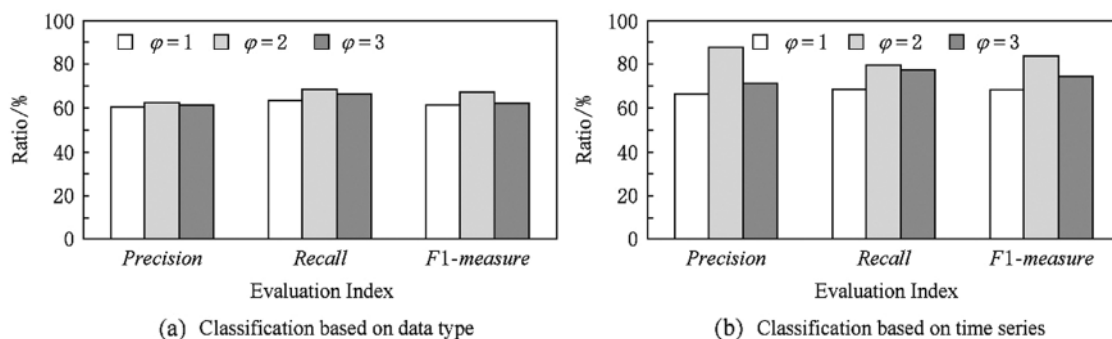 100
80
60
40
20
0
Ratio/%
φ=1 φ=2 φ=3
Precision Recall F1-measure
Evaluation Index
(a) Classification based on data type
100
80
60
40
20
0
Ratio/%
φ=1 φ=2 φ=3
Precision Recall F1-measure
Evaluation Index
(b) Classification based on time series